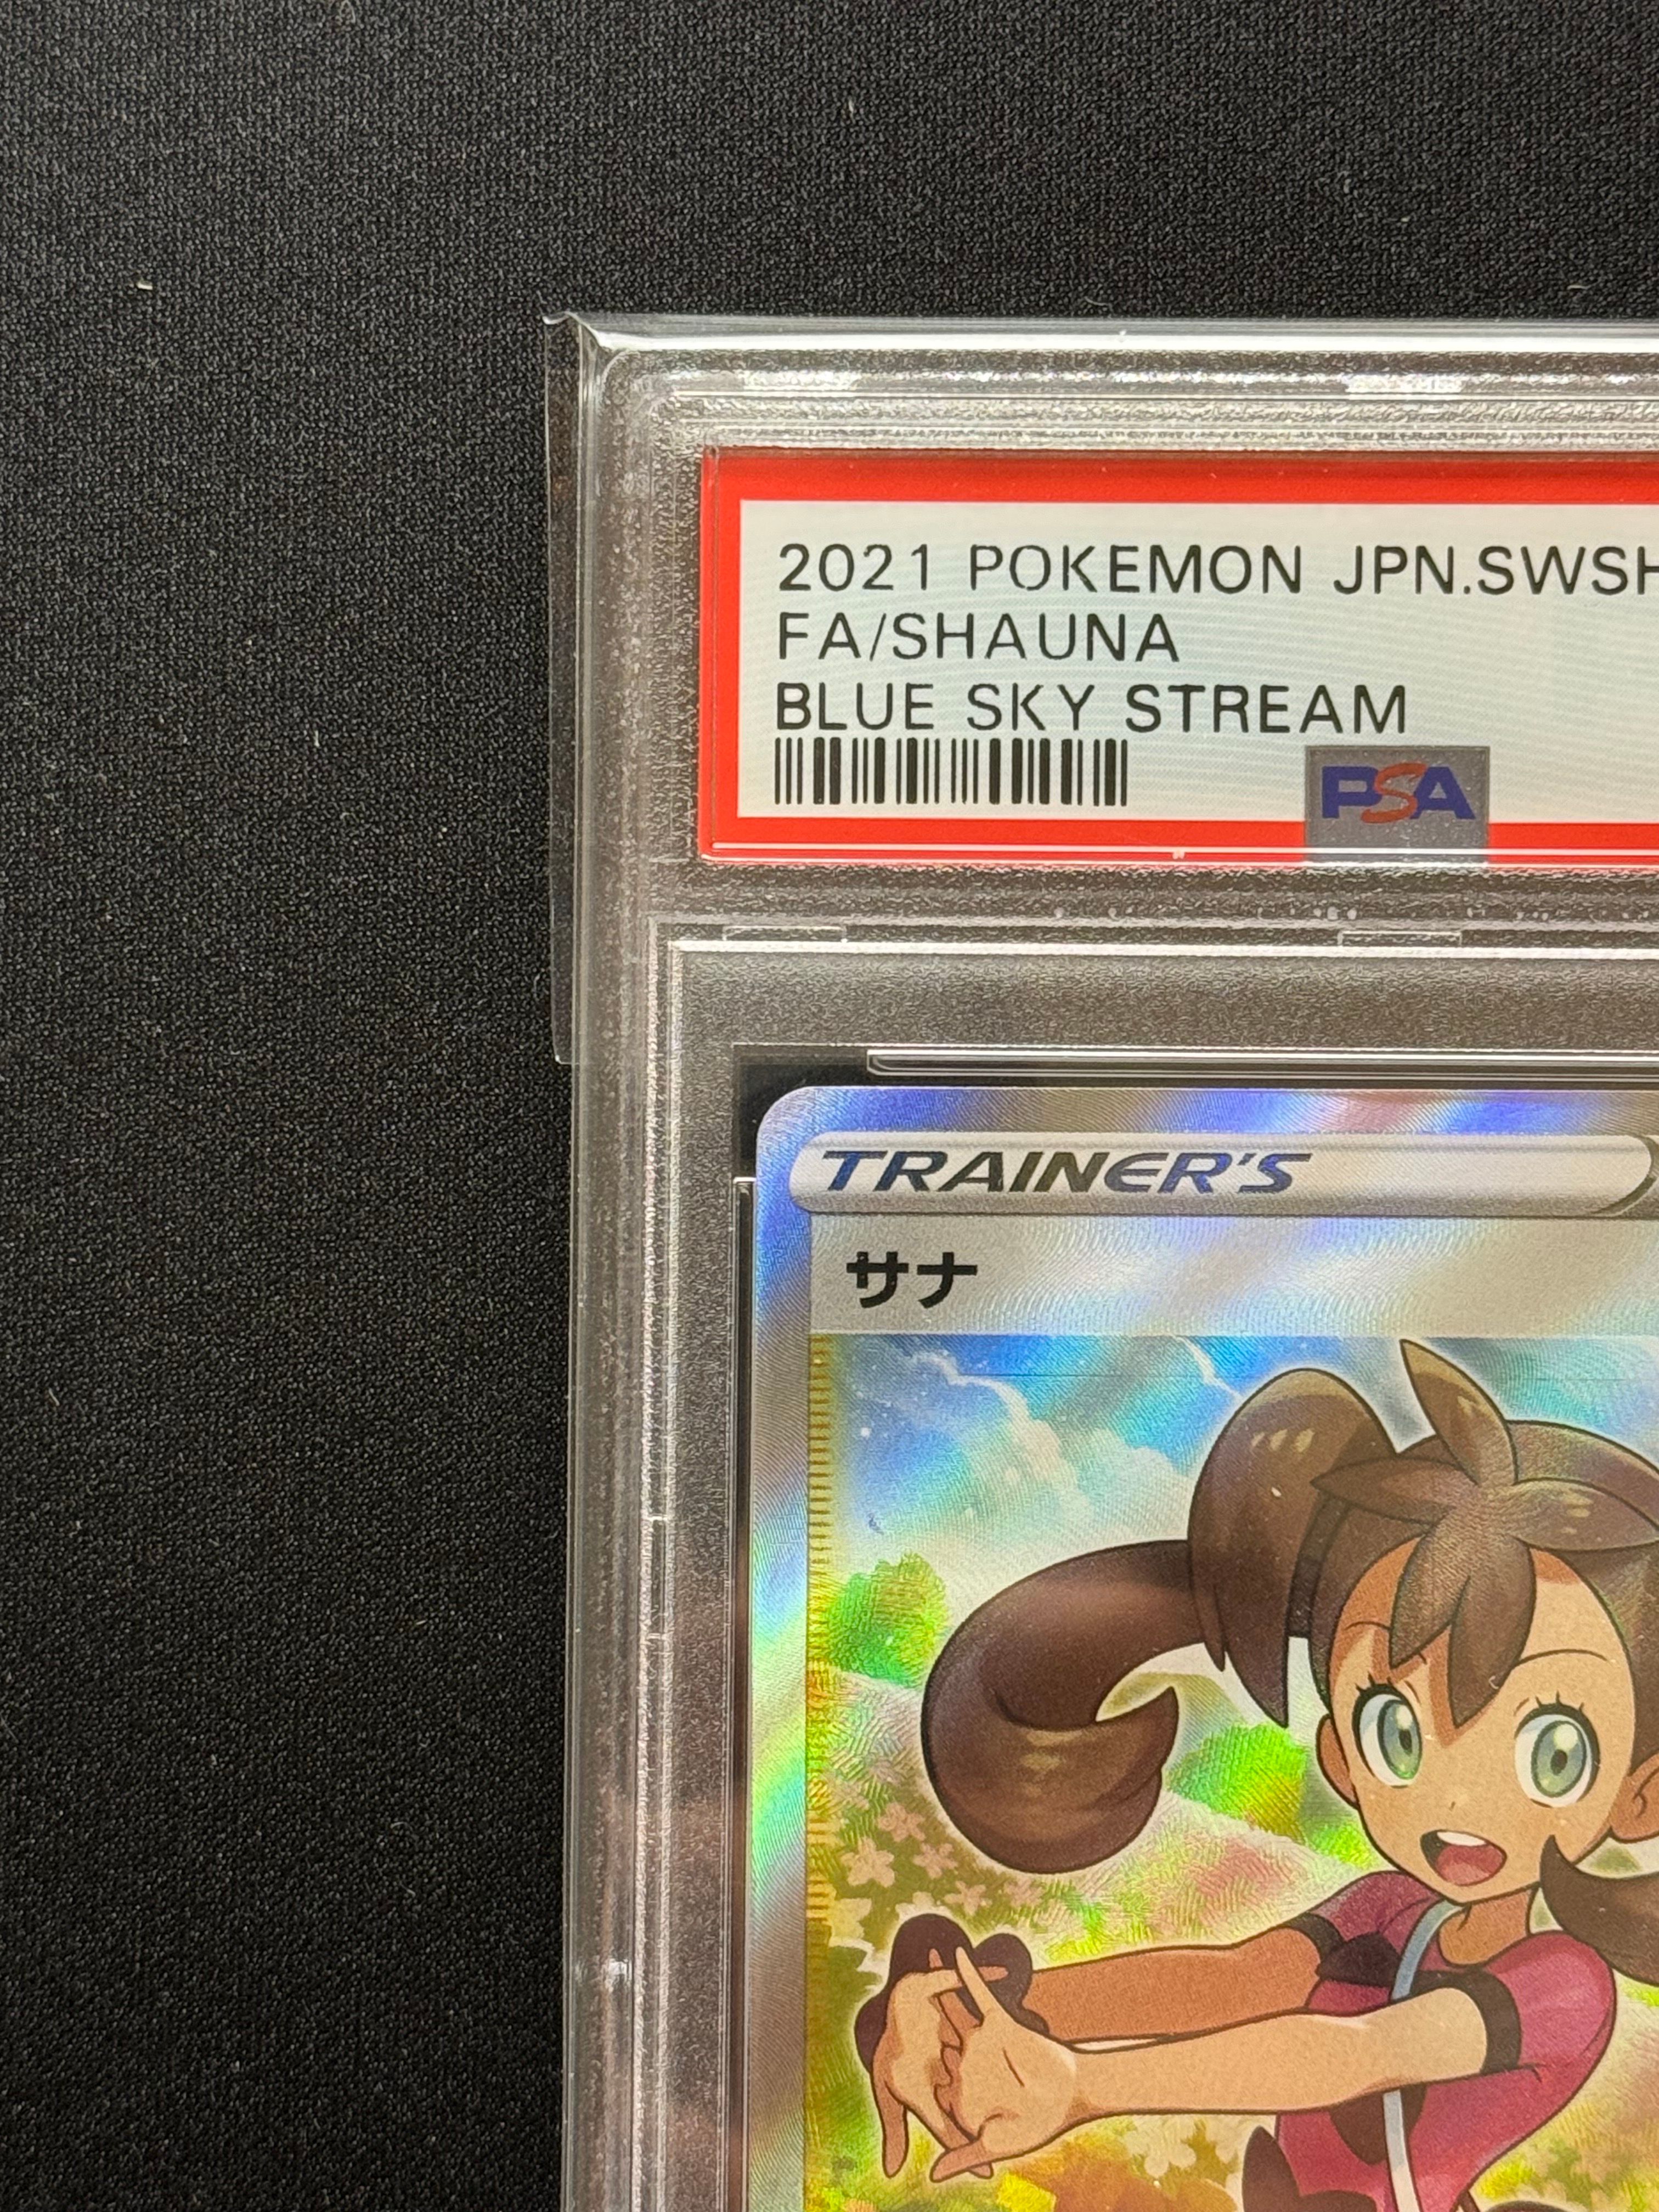 2021 POKEMON JPN.SWSH
FA/SHAUNA
BLUE SKY STREAM
PSA
TRAINER'S
サナ